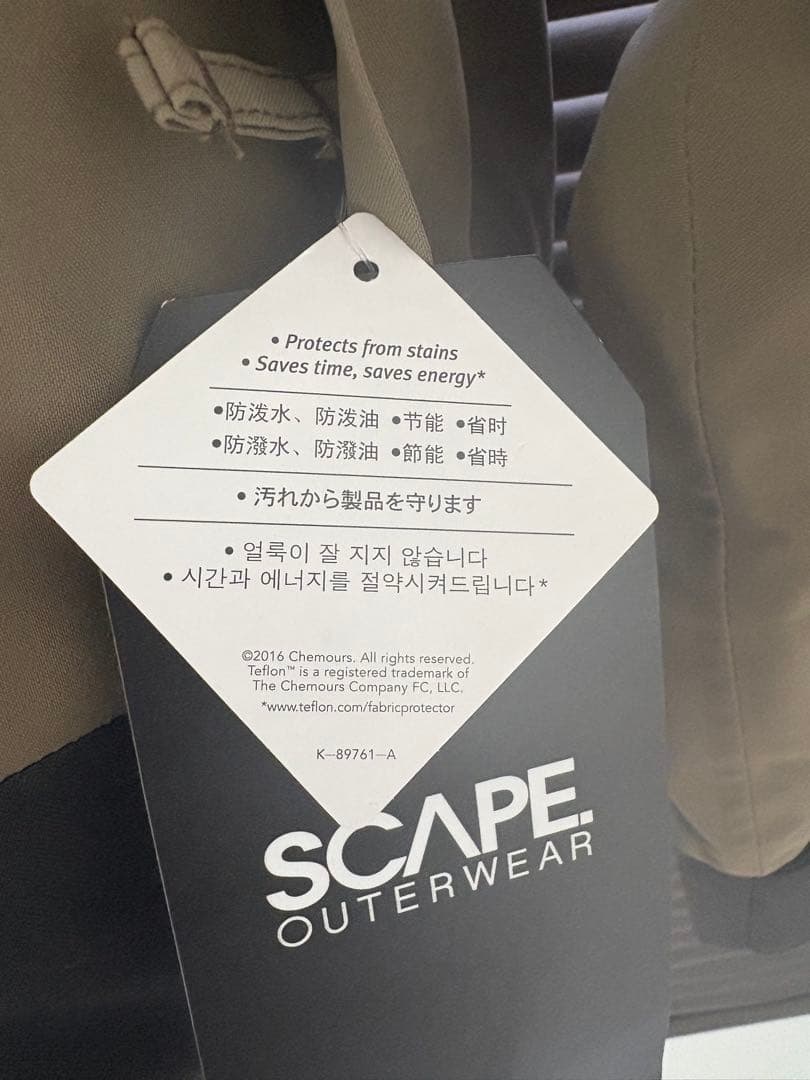 • Protects from stains
• Saves time, saves energy*
•防泼水、防泼油 •节能 •省时
•防潑水、防潑油 •節能 •省時
• 汚れから製品を守ります
• 얼룩이 잘 지지 않습니다
• 시간과 에너지를 절약시켜드립니다*
©2016 Chemours. All rights reserved.
Teflon™ is a registered trademark of
The Chemours Company FC, LLC.
*www.teflon.com/fabricprotector
K—89761—A
SCAPE.
OUTERWEAR